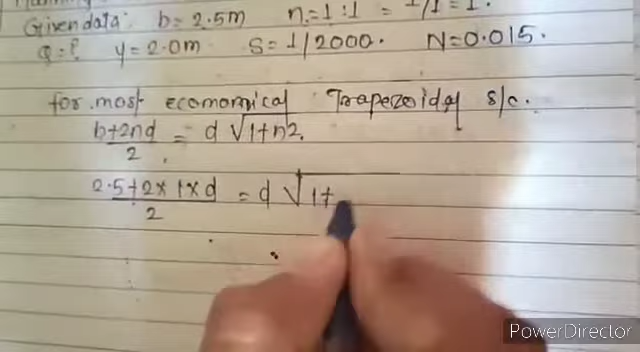 Given data: b = 2.5m n = 1:1 = 1/1 = 1.
Q = ? y = 2.0m S = 1/2000. N = 0.015.
for most ecomomical Trapezoidal s/c.
b+2nd/2 = d √1+n2.
2.5+2×1×d/2 = d √1+
PowerDirector